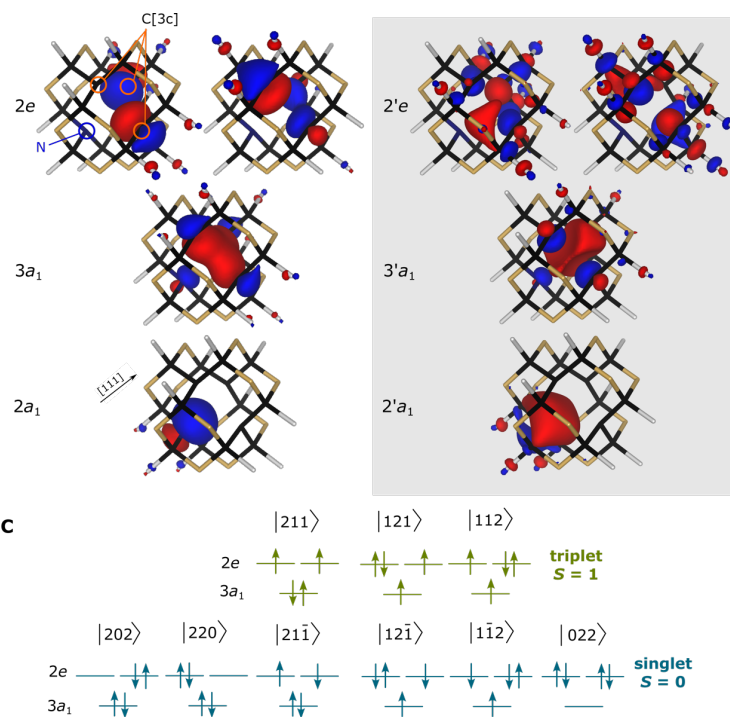 C[3c]
2e
2'e
N
3a₁
3'a₁
[111]
2a₁
2'a₁
C
|211⟩ |121⟩ |112⟩
2e
triplet
S = 1
3a₁
|202⟩ |220⟩ |211̄⟩ |121̄⟩ |11̄2⟩ |022⟩
2e
singlet
S = 0
3a₁